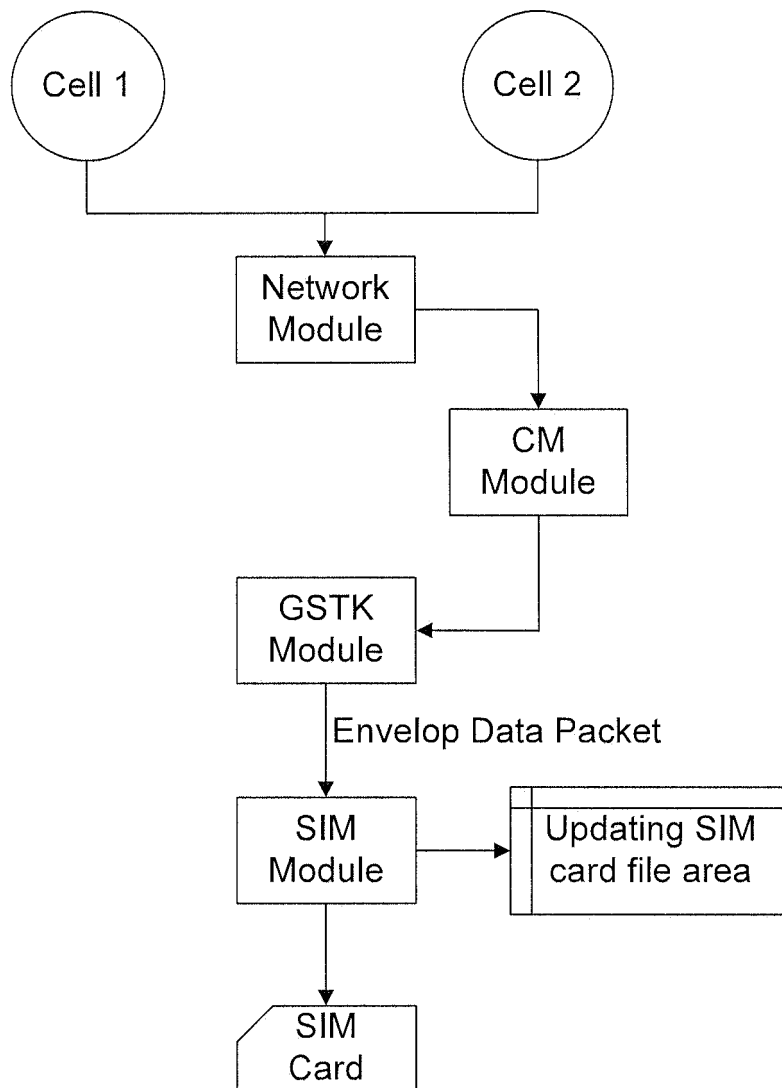 Cell 1
Cell 2
Network
Module
CM
Module
GSTK
Module
Envelop Data Packet
SIM
Module
Updating SIM
card file area
SIM
Card